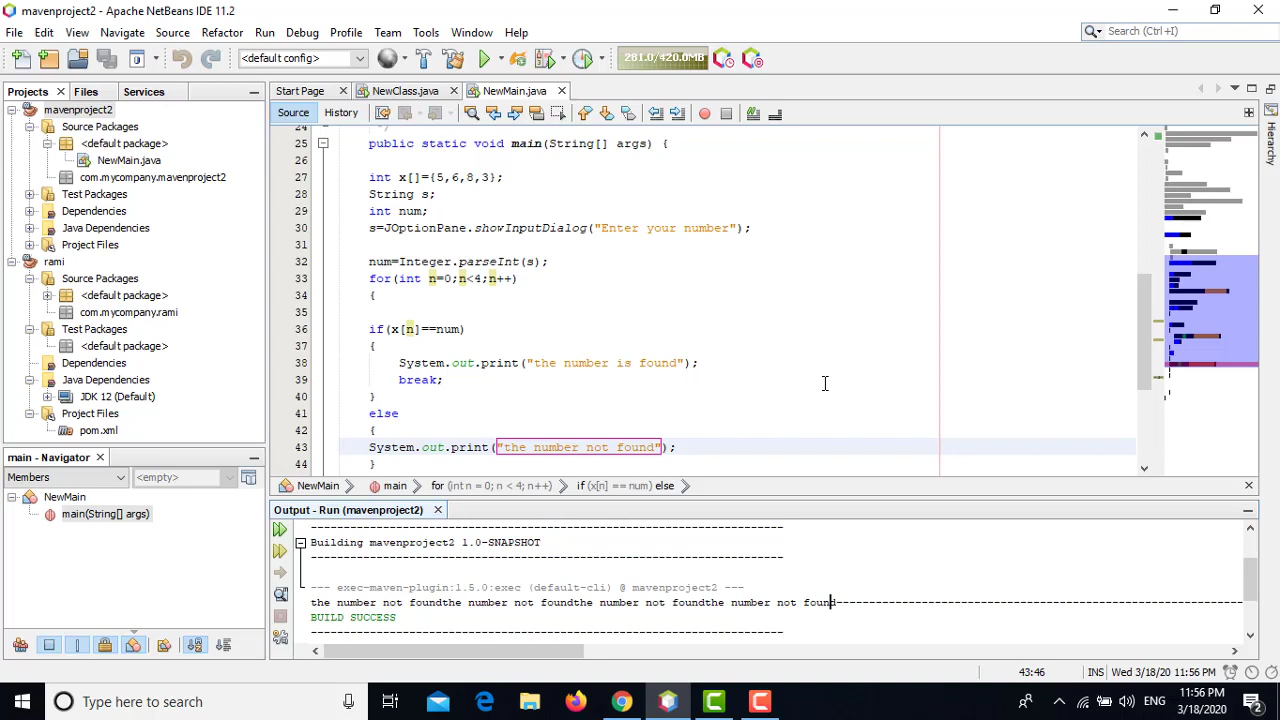 mavenproject2 - Apache NetBeans IDE 11.2
File Edit View Navigate Source Refactor Run Debug Profile Team Tools Window Help
Search (Ctrl+I)
<default config>
281.0/420.0MB
Projects Files Services
Start Page NewClass.java NewMain.java
Source History
mavenproject2
Source Packages
<default package>
NewMain.java
com.mycompany.mavenproject2
Test Packages
Dependencies
Java Dependencies
Project Files
rami
Source Packages
<default package>
com.mycompany.rami
Test Packages
<default package>
Dependencies
Java Dependencies
JDK 12 (Default)
Project Files
pom.xml
24 */
25 public static void main(String[] args) {
26
27 int x[]={5,6,8,3};
28 String s;
29 int num;
30 s=JOptionPane.showInputDialog("Enter your number");
31
32 num=Integer.parseInt(s);
33 for(int n=0;n<4;n++)
34 {
35
36 if(x[n]==num)
37 {
38 System.out.print("the number is found");
39 break;
40 }
41 else
42 {
43 System.out.print("the number not found");
44 }
History
main - Navigator
Members <empty>
NewMain
main(String[] args)
NewMain main for (int n = 0; n < 4; n++) if (x[n] == num) else
Output - Run (mavenproject2)
------------------------------------------------------------------------
Building mavenproject2 1.0-SNAPSHOT
------------------------------------------------------------------------
--- exec-maven-plugin:1.5.0:exec (default-cli) @ mavenproject2 ---
the number not foundthe number not foundthe number not foundthe number not found--------------------------------------------------------------
BUILD SUCCESS
------------------------------------------------------------------------
43:46 INS Wed 3/18/20 11:56 PM
Type here to search
ENG
11:56 PM
3/18/2020
2